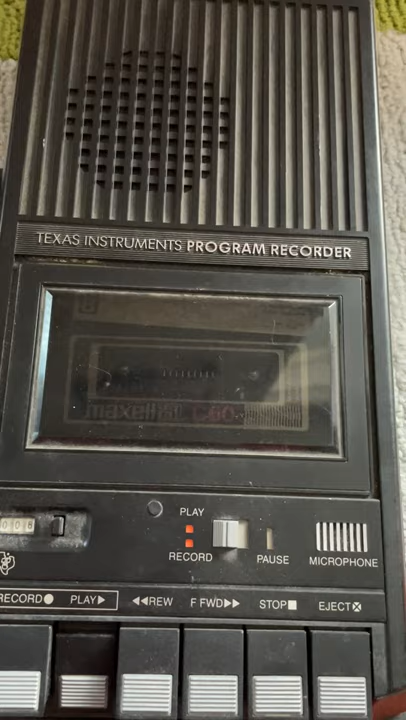 TEXAS INSTRUMENTS PROGRAM RECORDER
B
maxell C-60
008
PLAY
RECORD
PAUSE
MICROPHONE
RECORD● PLAY▶ ◀◀REW F FWD▶▶ STOP■ EJECT